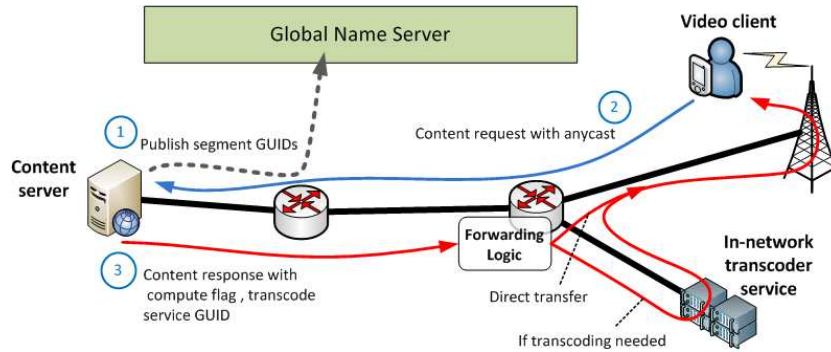 Global Name Server
Video client
2
1
Publish segment GUIDs
Content request with anycast
Content
server
Forwarding
Logic
In-network
transcoder
service
3
Content response with
compute flag , transcode
service GUID
Direct transfer
If transcoding needed